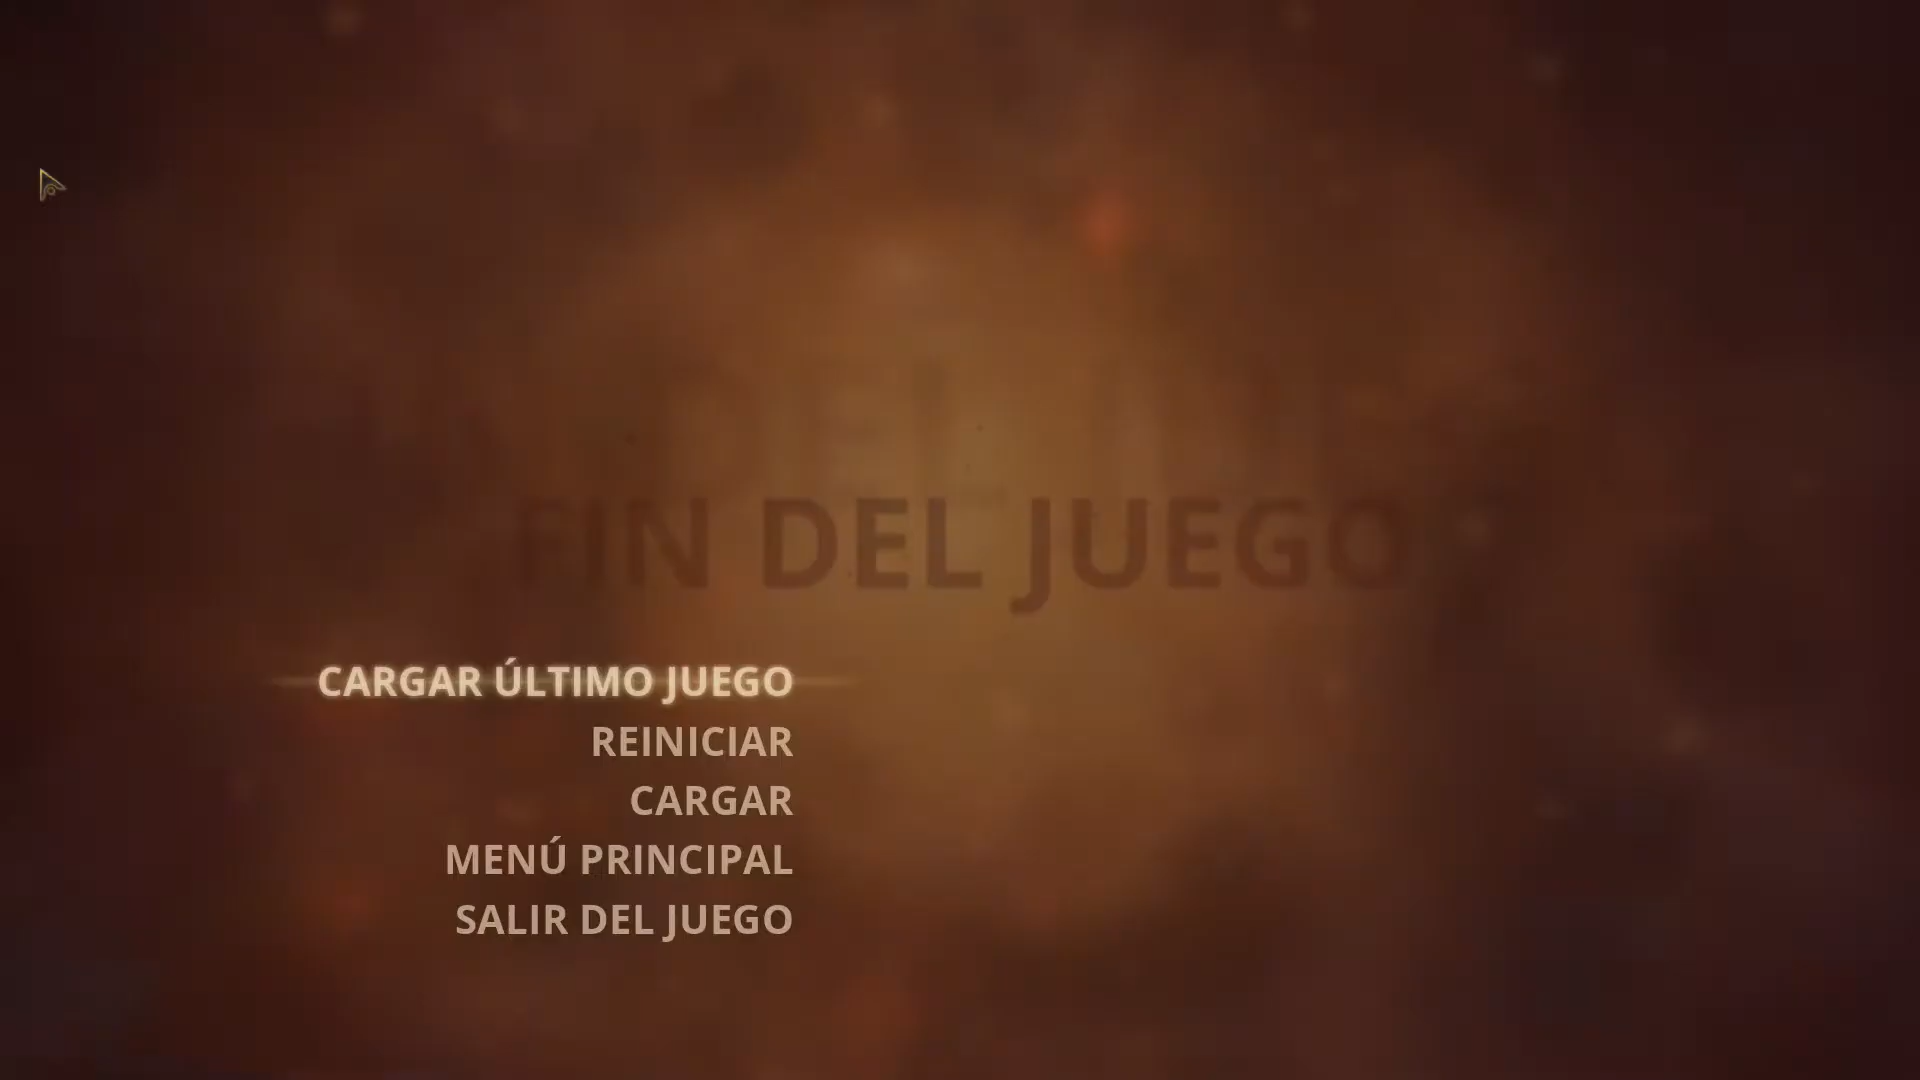 FIN DEL JUEGO
CARGAR ÚLTIMO JUEGO
REINICIAR
CARGAR
MENÚ PRINCIPAL
SALIR DEL JUEGO